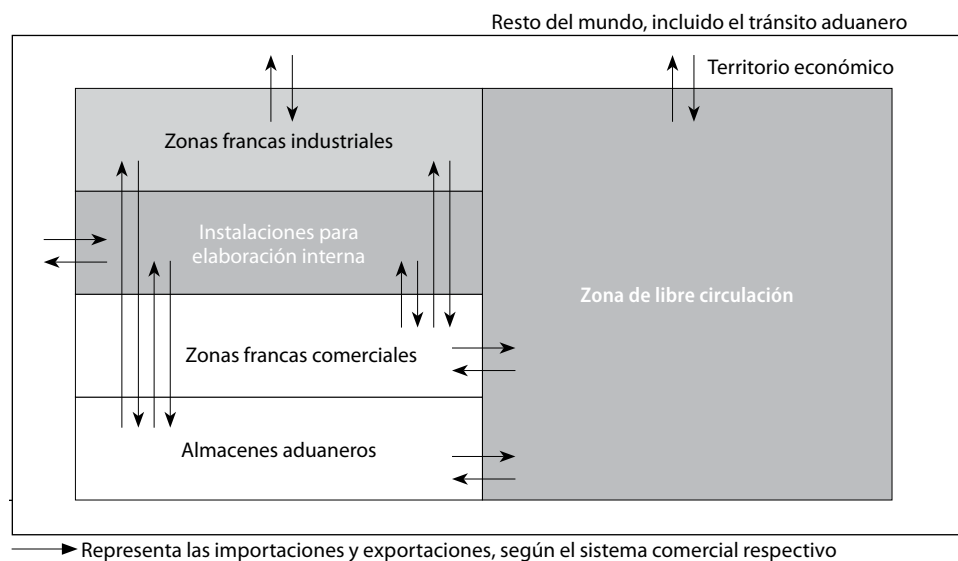 Resto del mundo, incluido el tránsito aduanero
Territorio económico
Zonas francas industriales
Instalaciones para
elaboración interna
Zona de libre circulación
Zonas francas comerciales
Almacenes aduaneros
Representa las importaciones y exportaciones, según el sistema comercial respectivo